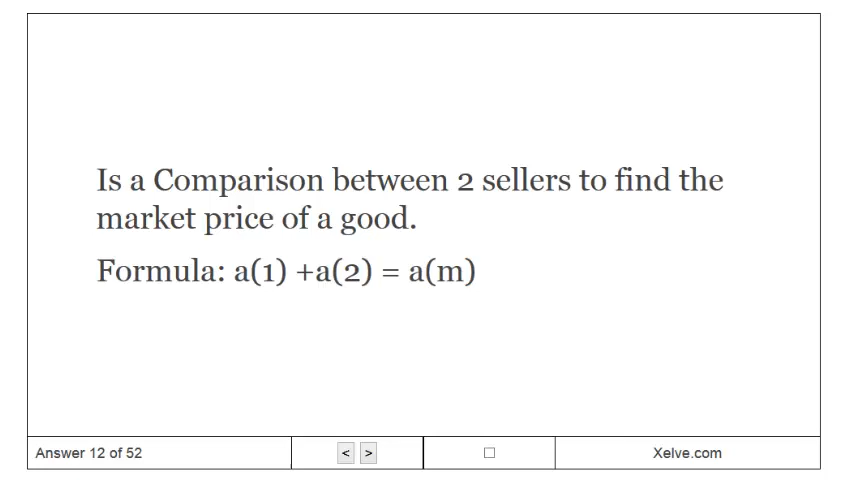 Is a Comparison between 2 sellers to find the
market price of a good.
Formula: a(1) +a(2) = a(m)
Answer 12 of 52
< >
Xelve.com